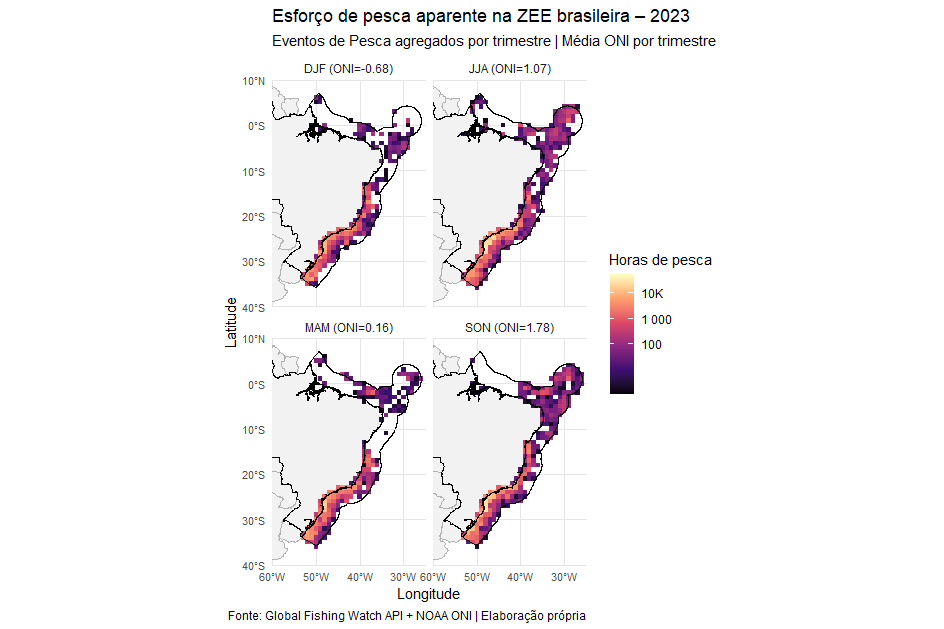 Esforço de pesca aparente na ZEE brasileira – 2023
Eventos de Pesca agregados por trimestre | Média ONI por trimestre
DJF (ONI=-0.68)
JJA (ONI=1.07)
10°N
0°S
10°S
20°S
30°S
40°S
MAM (ONI=0.16)
SON (ONI=1.78)
10°N
0°S
10°S
20°S
30°S
40°S
60°W 50°W 40°W 30°W 60°W 50°W 40°W 30°W
Latitude
Longitude
Horas de pesca
10K
1 000
100
Fonte: Global Fishing Watch API + NOAA ONI | Elaboração própria